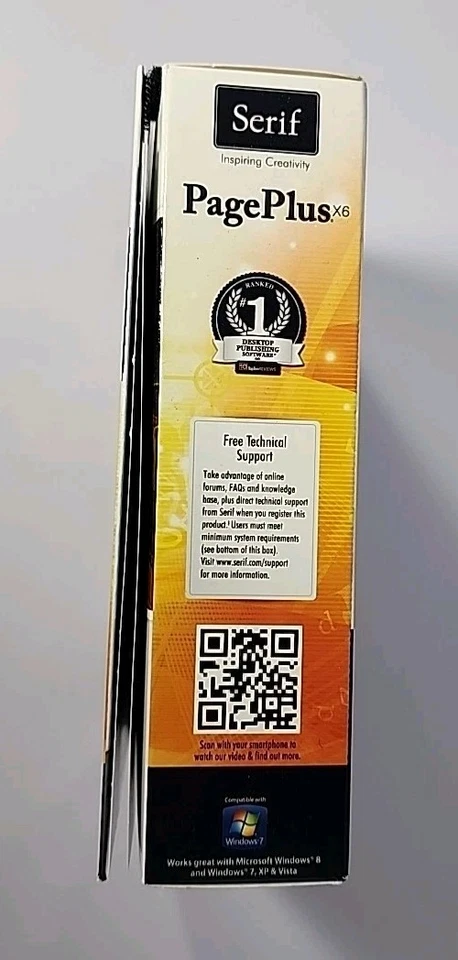 Serif
Inspiring Creativity
PagePlus X6
RANKED
#1
DESKTOP
PUBLISHING
SOFTWARE*
Free Technical
Support
Take advantage of online
forums, FAQs and knowledge
base, plus direct technical support
from Serif when you register this
product.† Users must meet
minimum system requirements
(see bottom of this box).
Visit www.serif.com/support
for more information.
Scan with your smartphone to
watch our video & find out more.
Compatible with
Windows 7
Works great with Microsoft Windows® 8
and Windows® 7, XP & Vista